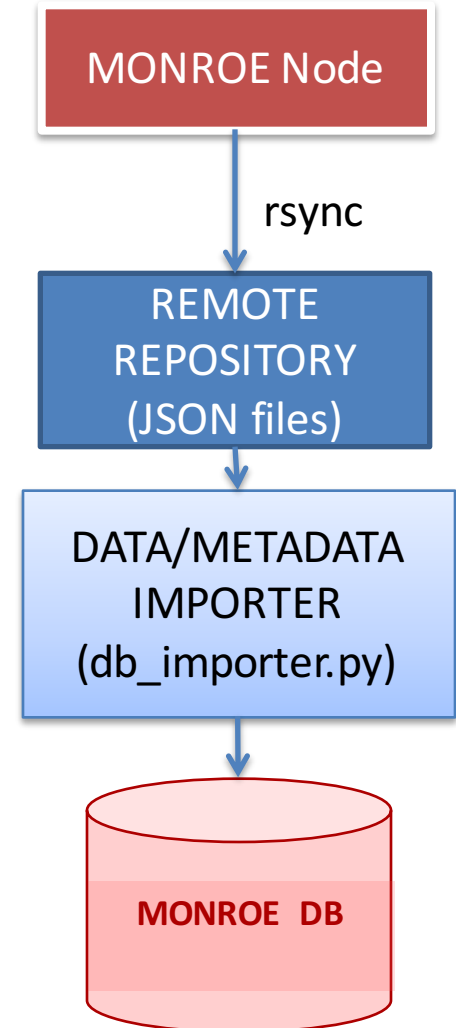 MONROE Node
rsync
REMOTE
REPOSITORY
(JSON files)
DATA/METADATA
IMPORTER
(db_importer.py)
MONROE DB